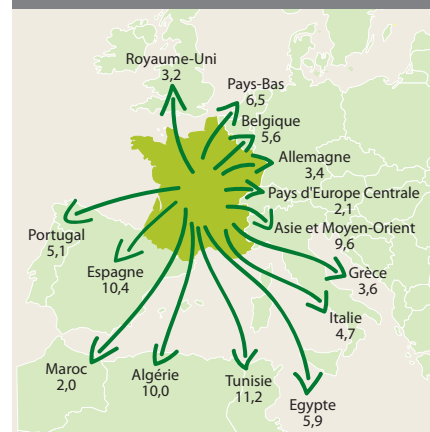 Royaume-Uni
3,2
Pays-Bas
6,5
Belgique
5,6
Allemagne
3,4
Pays d'Europe Centrale
2,1
Asie et Moyen-Orient
9,6
Portugal
5,1
Espagne
10,4
Grèce
3,6
Italie
4,7
Maroc
2,0
Algérie
10,0
Tunisie
11,2
Egypte
5,9